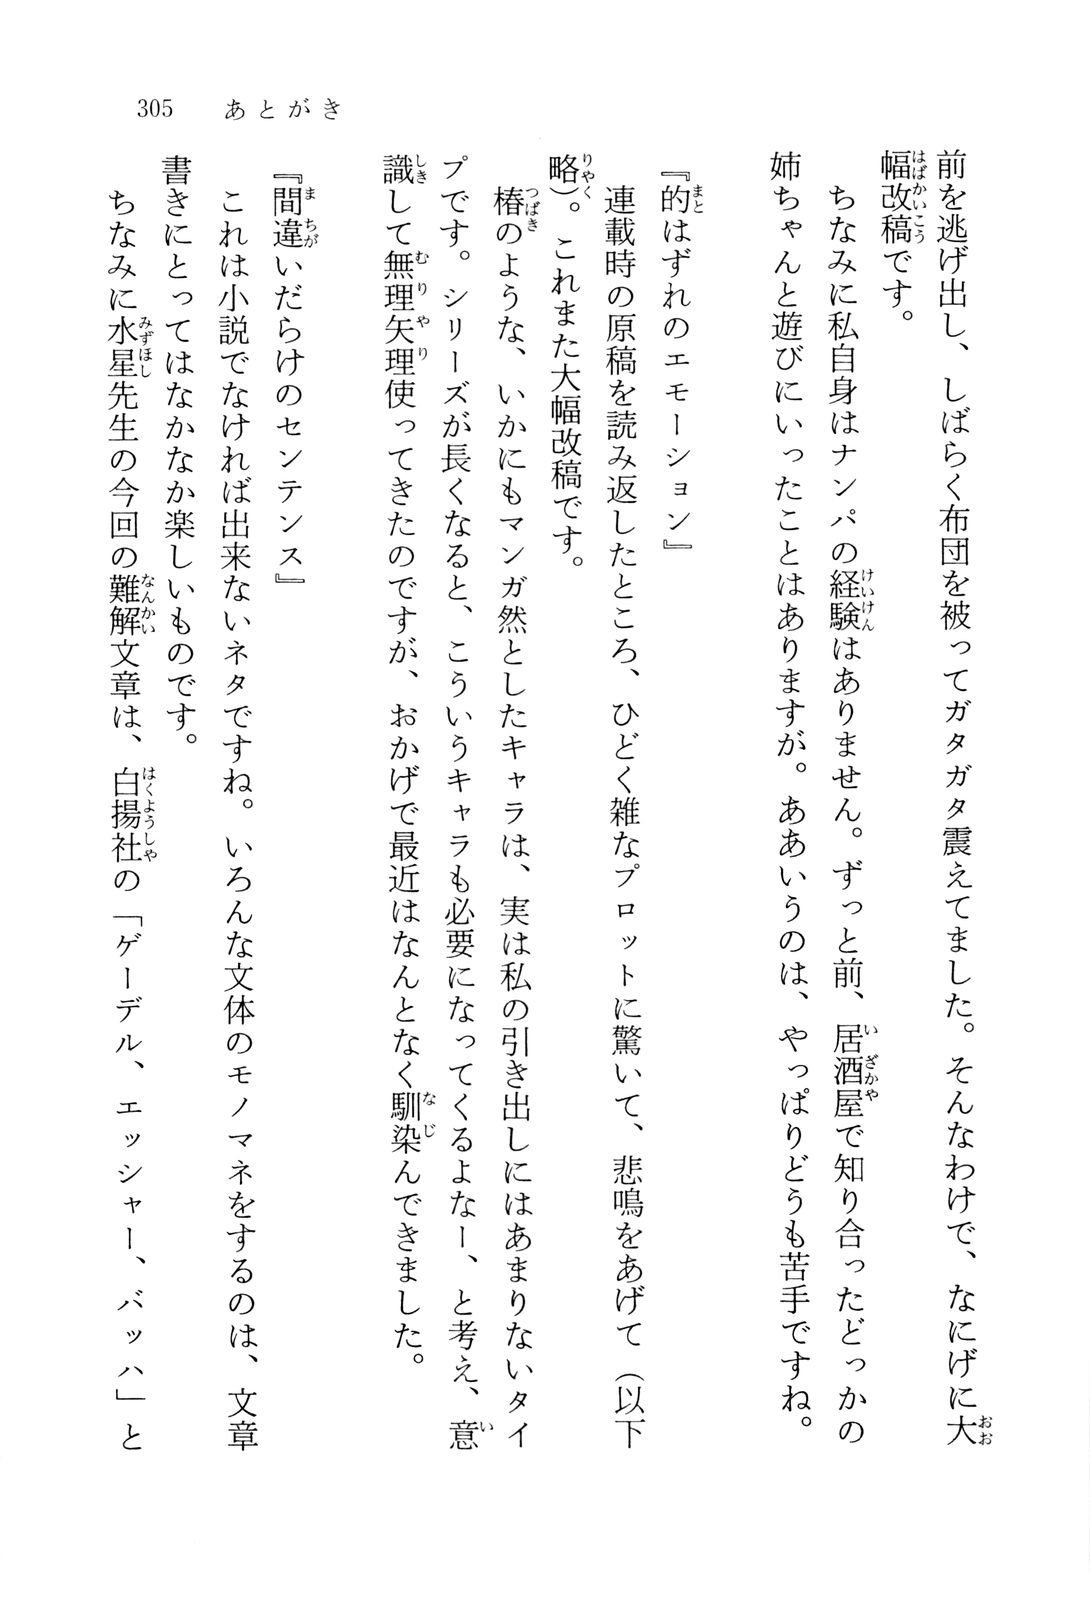 305　あとがき
前を逃げ出し、しばらく布団を被ってガタガタ震えてました。そんなわけで、なにげに大
幅改稿です。
　ちなみに私自身はナンパの経験はありません。ずっと前、居酒屋で知り合ったどっかの
姉ちゃんと遊びにいったことはありますが。ああいうのは、やっぱりどうも苦手ですね。
『的はずれのエモーション』
　連載時の原稿を読み返したところ、ひどく雑なプロットに驚いて、悲鳴をあげて（以下
略）。これまた大幅改稿です。
　椿のような、いかにもマンガ然としたキャラは、実は私の引き出しにはあまりないタイ
プです。シリーズが長くなると、こういうキャラも必要になってくるよなー、と考え、意
識して無理矢理使ってきたのですが、おかげで最近はなんとなく馴染んできました。
『間違いだらけのセンテンス』
　これは小説でなければ出来ないネタですね。いろんな文体のモノマネをするのは、文章
書きにとってはなかなか楽しいものです。
　ちなみに水星先生の今回の難解文章は、白揚社の「ゲーデル、エッシャー、バッハ」と